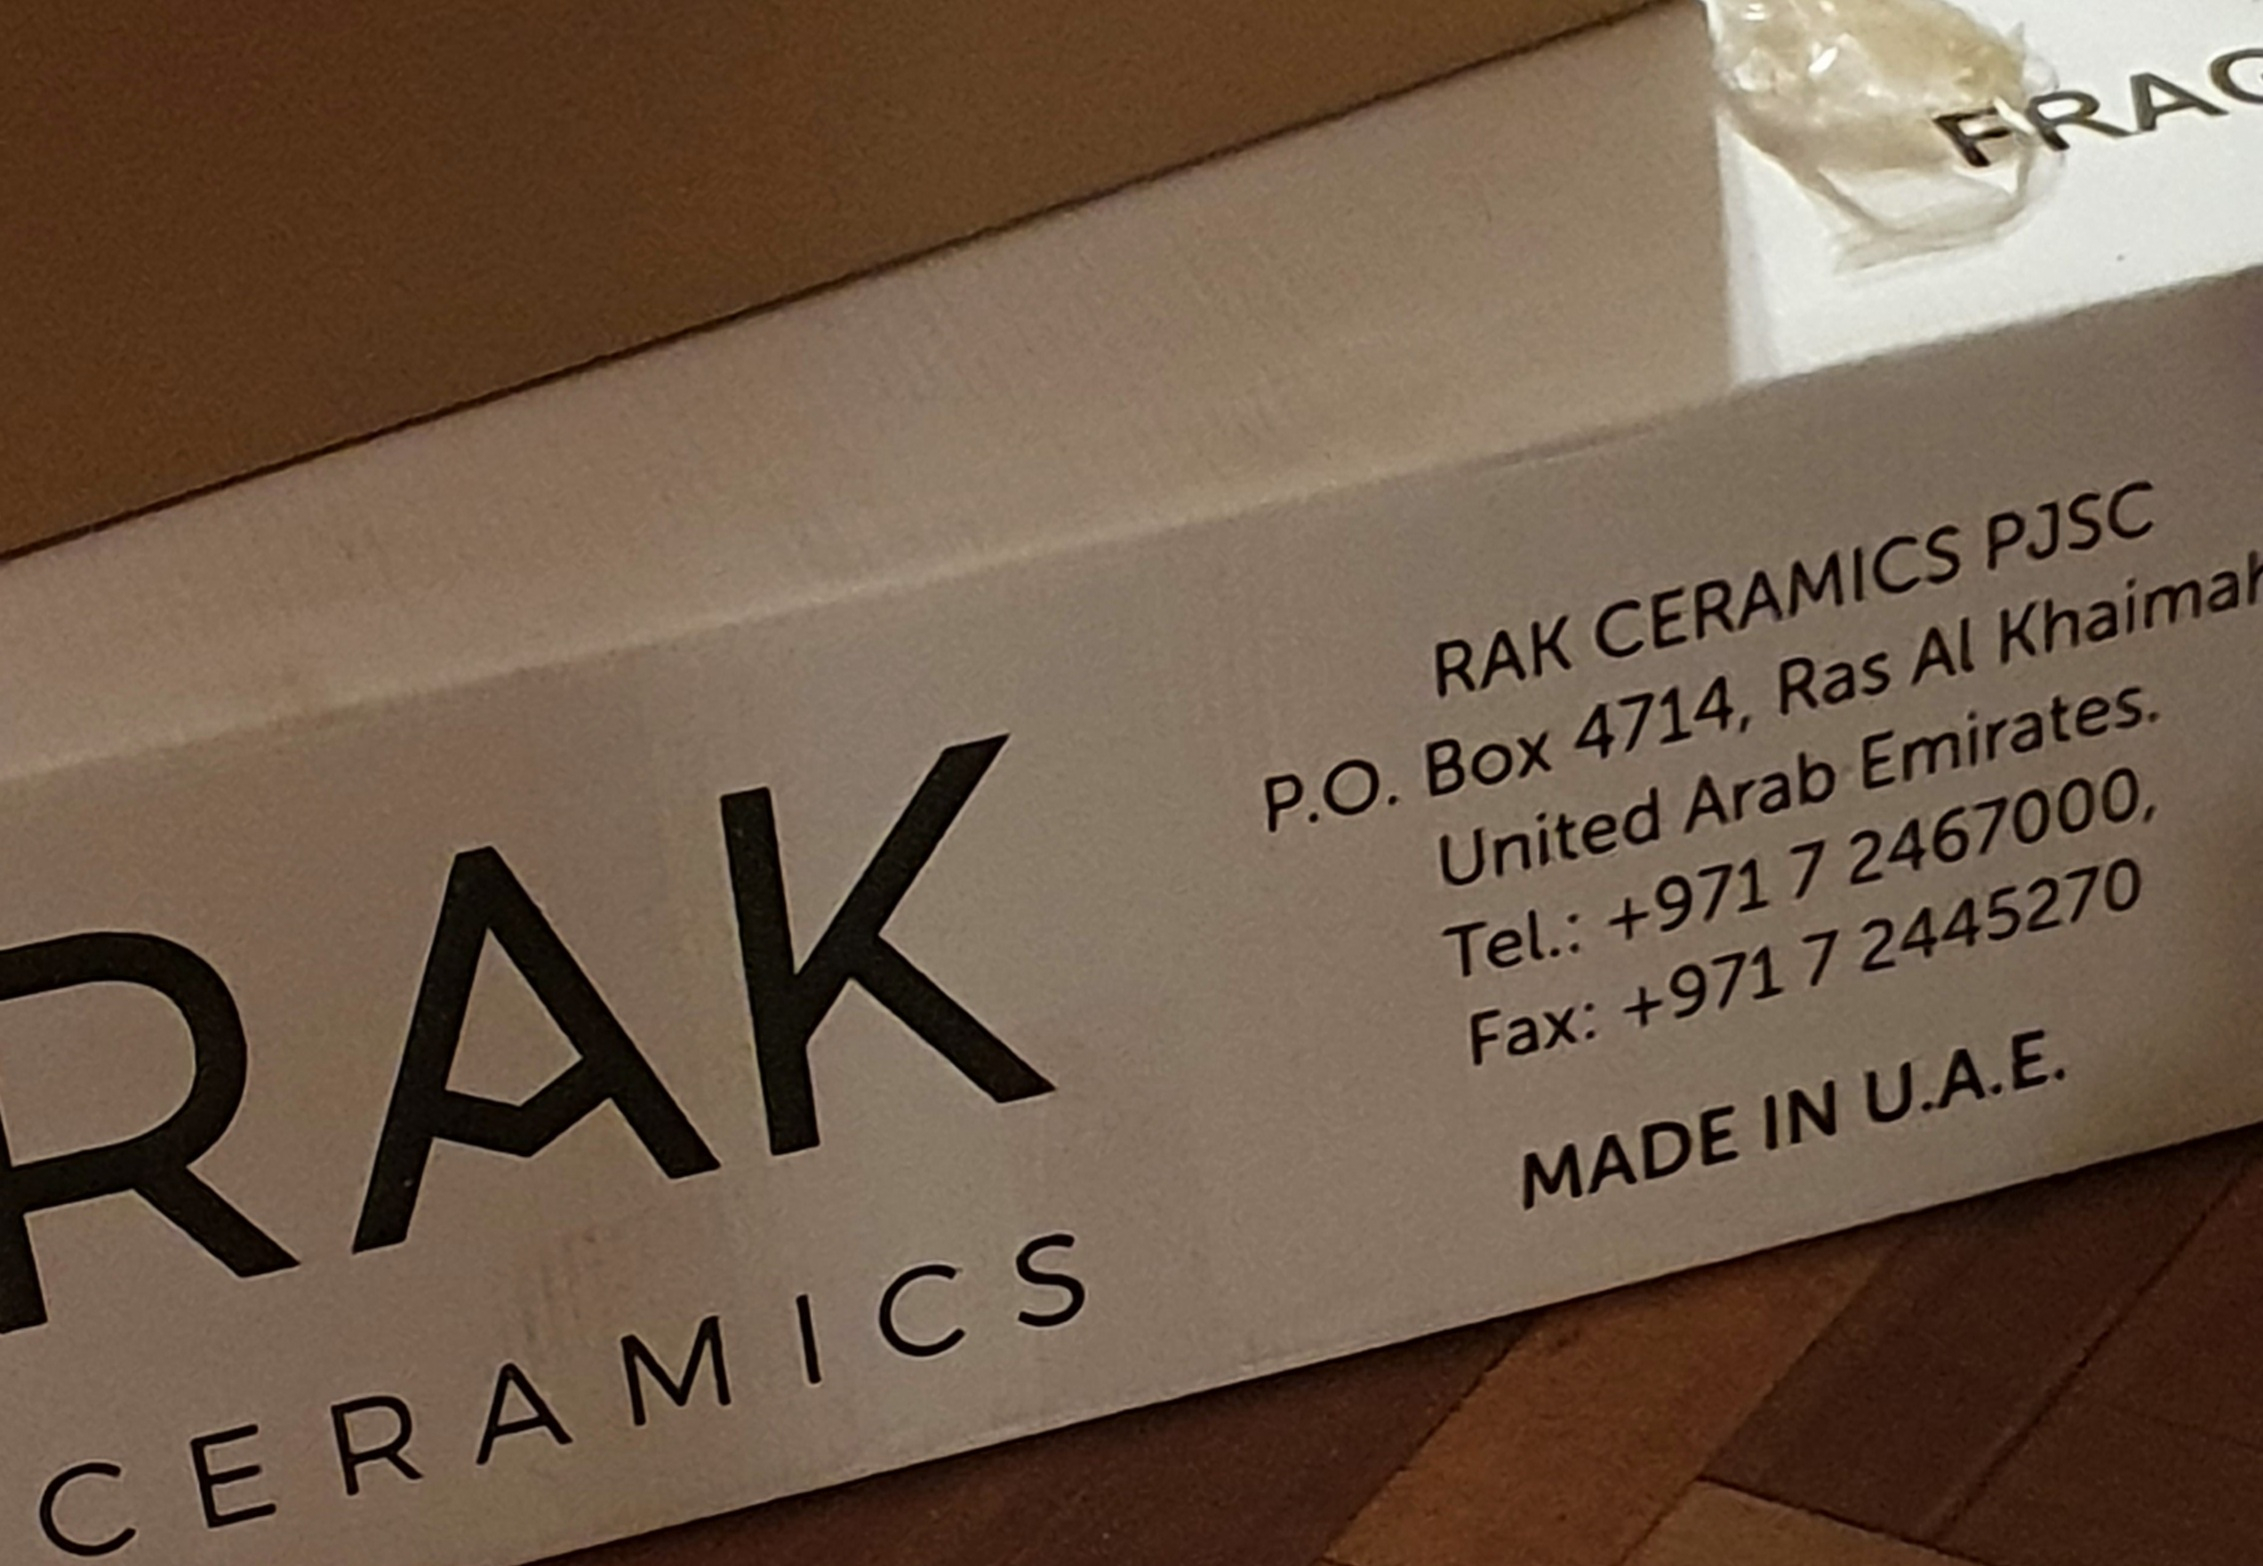 FRAG
RAK
CERAMICS
RAK CERAMICS PJSC
P.O. Box 4714, Ras Al Khaimah
United Arab Emirates.
Tel.: +971 7 2467000,
Fax: +971 7 2445270
MADE IN U.A.E.